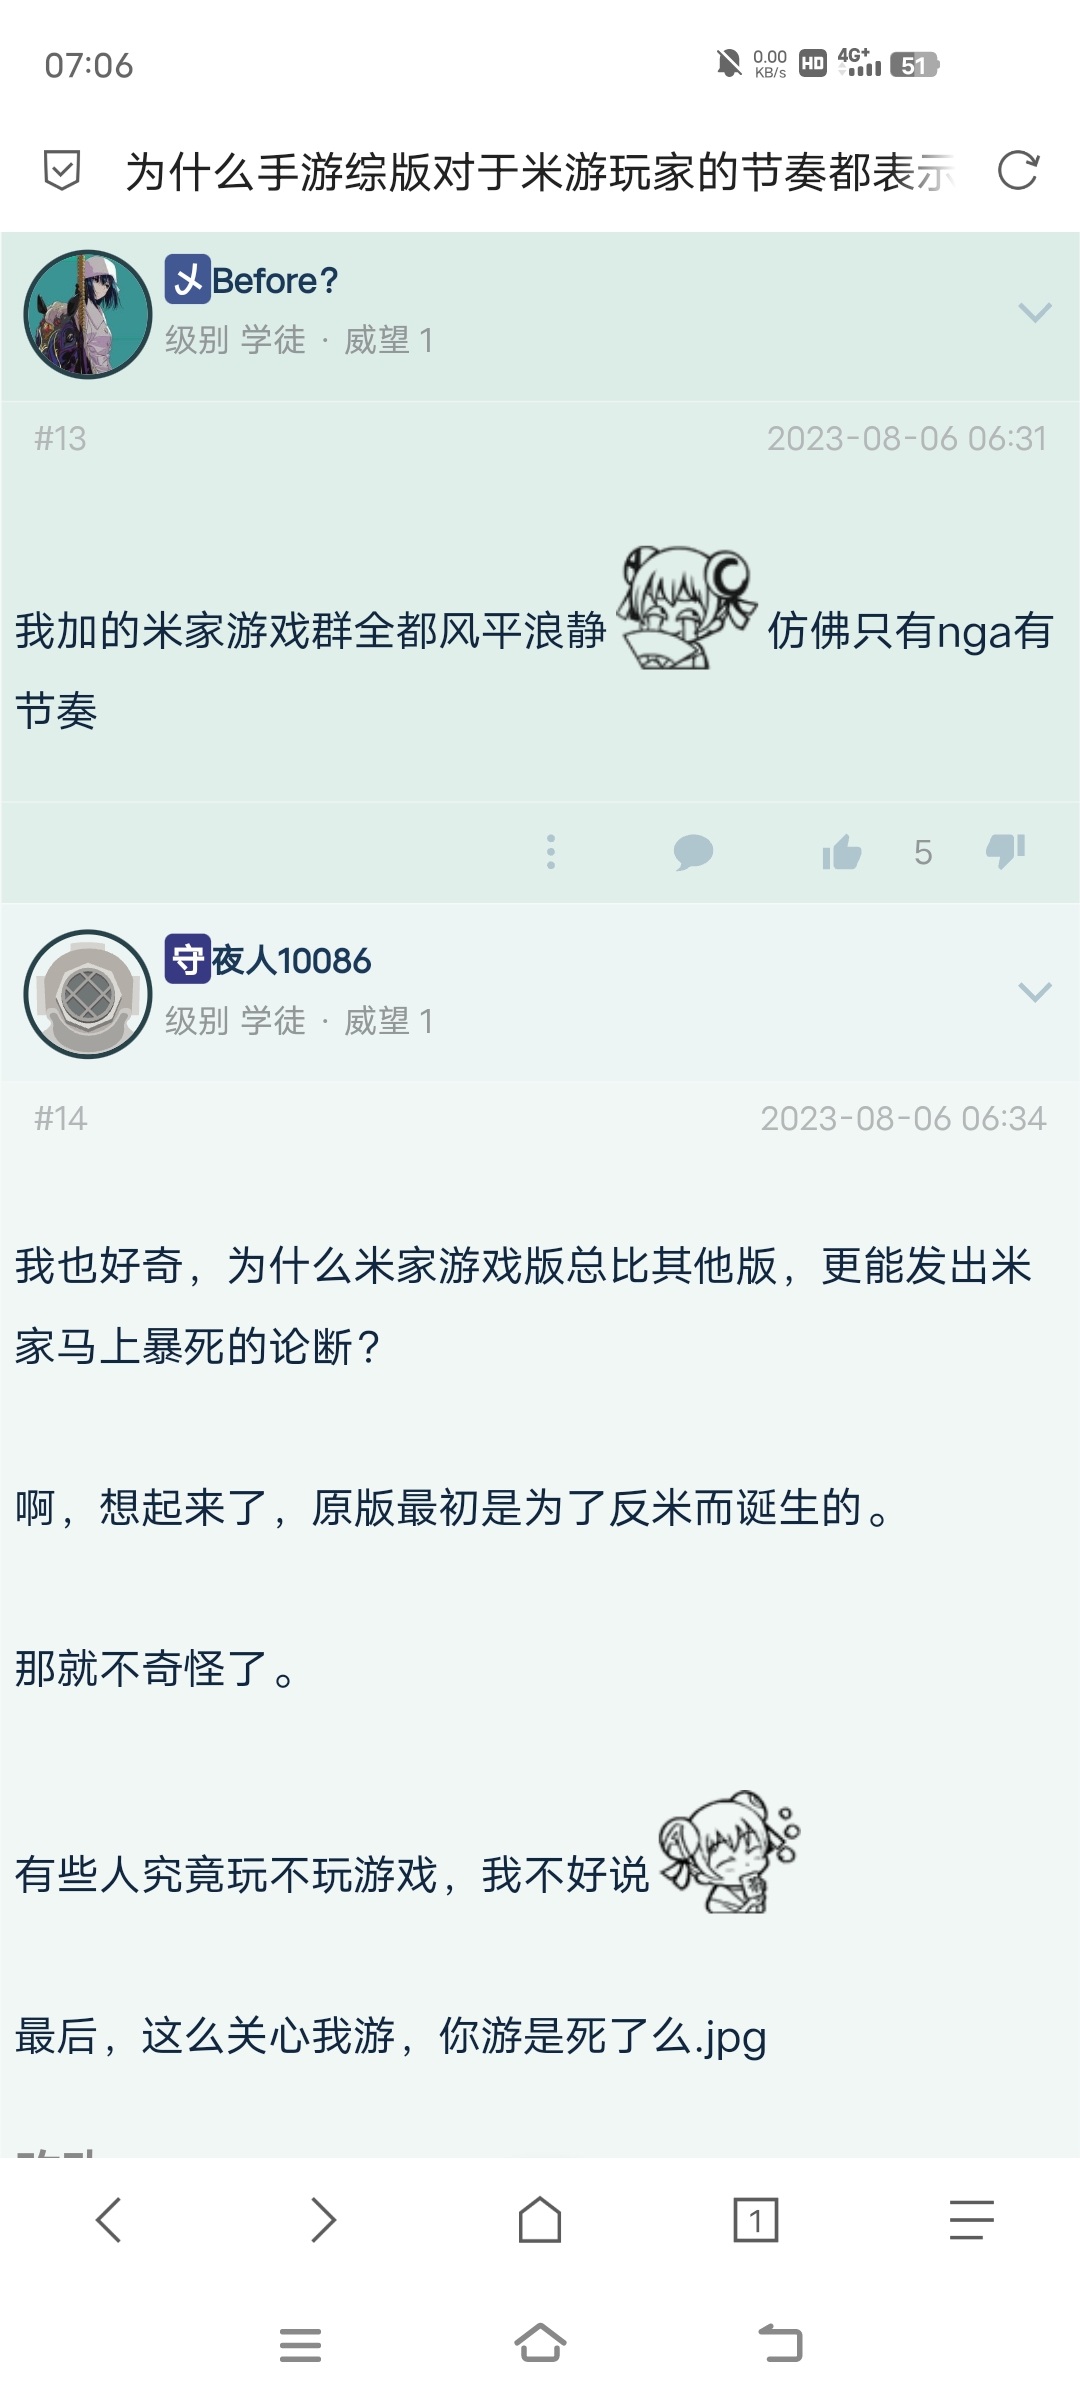 07:06
0.00
KB/s
HD
4G+
51
为什么手游综版对于米游玩家的节奏都表示
乄Before?
级别 学徒 · 威望 1
#13
2023-08-06 06:31
我加的米家游戏群全都风平浪静 仿佛只有nga有
节奏
5
守夜人10086
级别 学徒 · 威望 1
#14
2023-08-06 06:34
我也好奇，为什么米家游戏版总比其他版，更能发出米
家马上暴死的论断？
啊，想起来了，原版最初是为了反米而诞生的。
那就不奇怪了。
有些人究竟玩不玩游戏，我不好说
最后，这么关心我游，你游是死了么.jpg
1